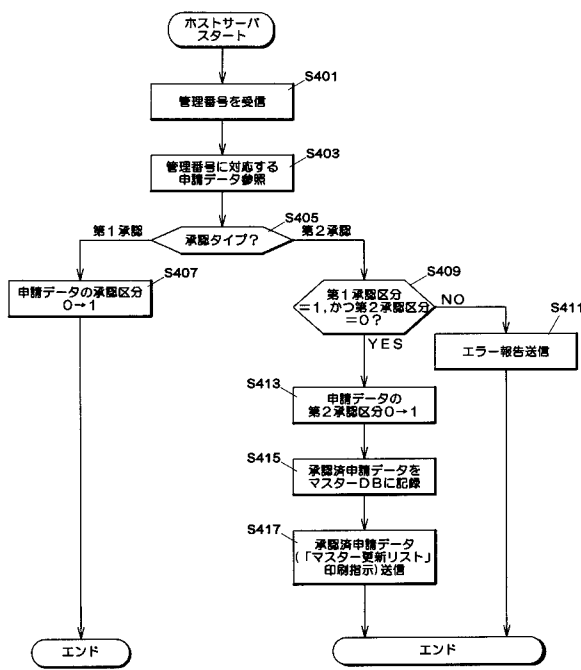 ホストサーバ
スタート
S401
管理番号を受信
S403
管理番号に対応する
申請データ参照
S405
承認タイプ？
第1承認
第2承認
S407
申請データの承認区分
0→1
S409
第1承認区分
＝1，かつ第2承認区分
＝0？
NO
YES
S411
エラー報告送信
S413
申請データの
第2承認区分0→1
S415
承認済申請データを
マスターDBに記録
S417
承認済申請データ
(「マスター更新リスト」
印刷指示)送信
エンド
エンド